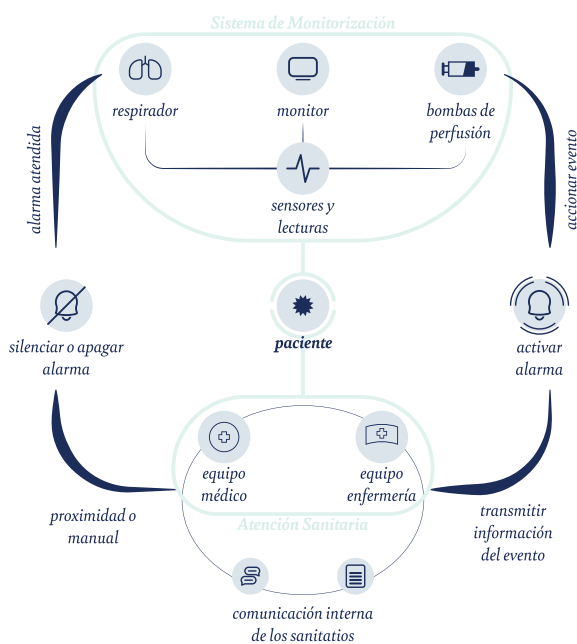 Sistema de Monitorización
respirador
monitor
bombas de
perfusión
sensores y
lecturas
alarma atendida
accionar evento
silenciar o apagar
alarma
paciente
activar
alarma
equipo
médico
equipo
enfermería
proximidad o
manual
transmitir
información
del evento
Atención Sanitaria
comunicación interna
de los sanitatios